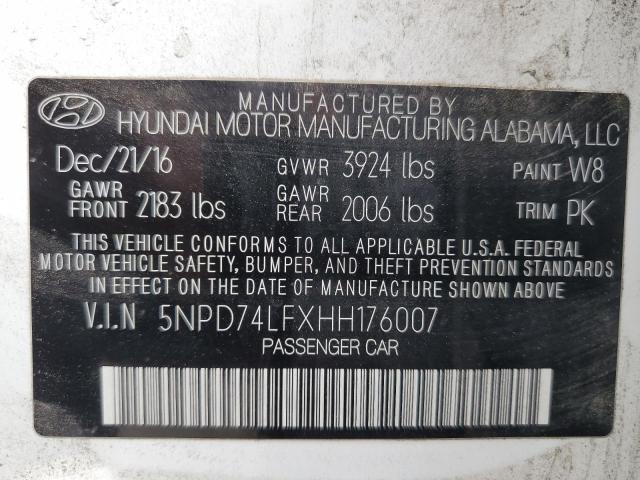 MANUFACTURED BY
HYUNDAI MOTOR MANUFACTURING ALABAMA, LLC
Dec/21/16 GVWR 3924 lbs PAINT W8
GAWR FRONT 2183 lbs GAWR REAR 2006 lbs TRIM PK
THIS VEHICLE CONFORMS TO ALL APPLICABLE U.S.A. FEDERAL
MOTOR VEHICLE SAFETY, BUMPER, AND THEFT PREVENTION STANDARDS
IN EFFECT ON THE DATE OF MANUFACTURE SHOWN ABOVE
V.I.N 5NPD74LFXHH176007
PASSENGER CAR